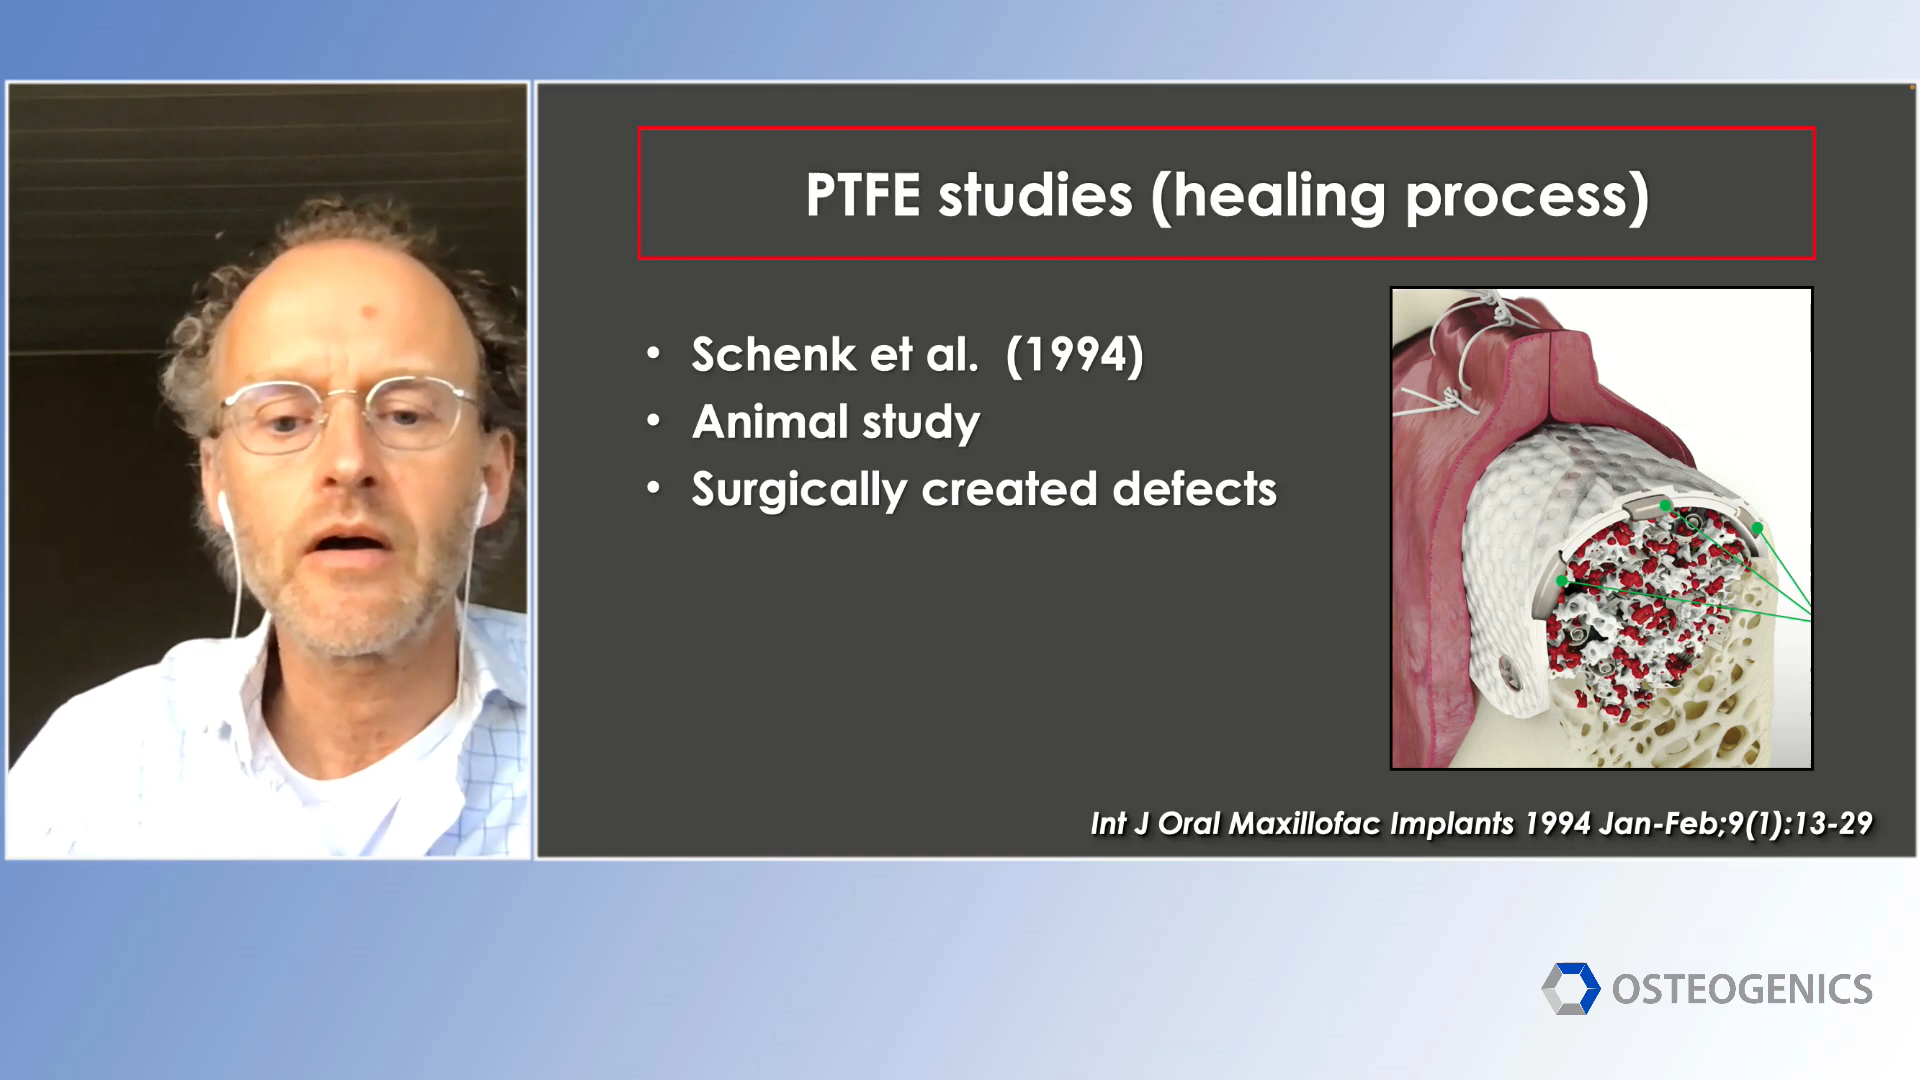 PTFE studies (healing process)
• Schenk et al. (1994)
• Animal study
• Surgically created defects
Int J Oral Maxillofac Implants 1994 Jan-Feb;9(1):13-29
OSTEOGENICS